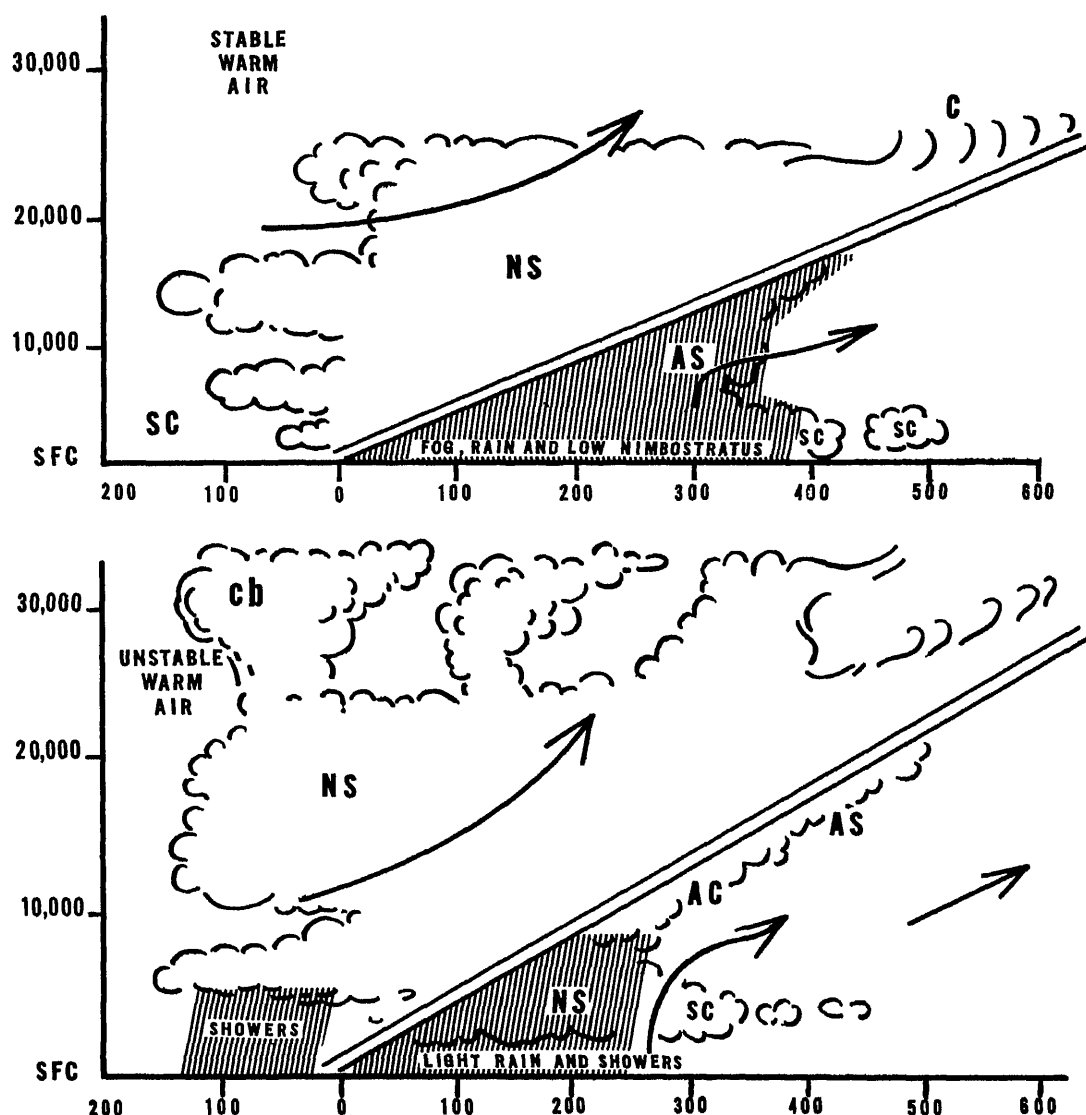 STABLE
WARM
AIR
30,000
C
20,000
NS
10,000
AS
SC
SC
SC
SFC
FOG, RAIN AND LOW NIMBOSTRATUS
200 100 0 100 200 300 400 500 600
cb
30,000
UNSTABLE
WARM
AIR
20,000
NS
AS
10,000
AC
NS
SC
SHOWERS
LIGHT RAIN AND SHOWERS
SFC
200 100 0 100 200 300 400 500 600